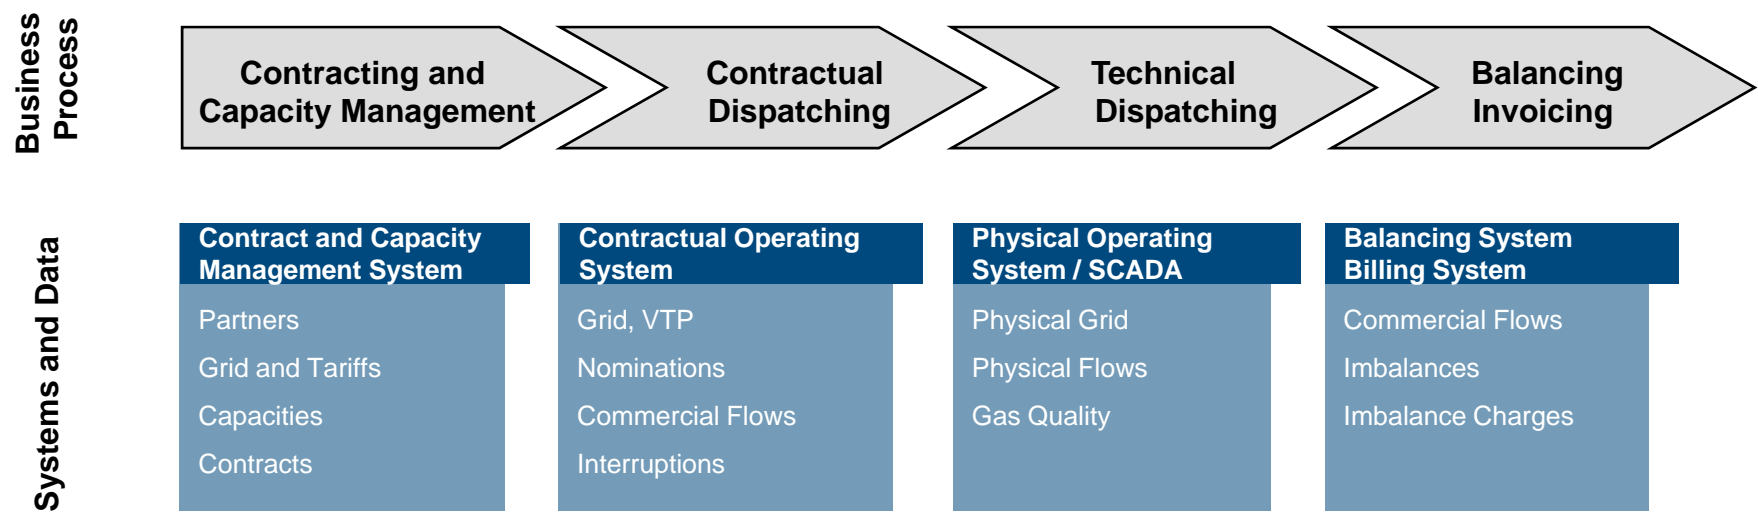 Business
Process
Contracting and
Capacity Management
Contractual
Dispatching
Technical
Dispatching
Balancing
Invoicing
Systems and Data
Contract and Capacity
Management System
Partners
Grid and Tariffs
Capacities
Contracts
Contractual Operating
System
Grid, VTP
Nominations
Commercial Flows
Interruptions
Physical Operating
System / SCADA
Physical Grid
Physical Flows
Gas Quality
Balancing System
Billing System
Commercial Flows
Imbalances
Imbalance Charges